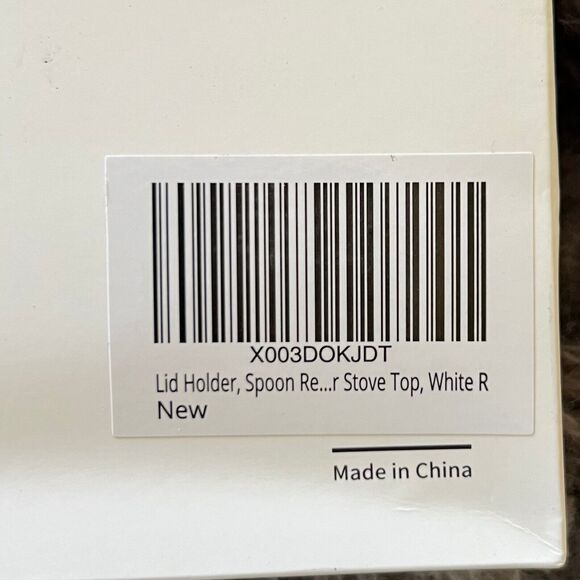 X003DOKJDT
Lid Holder, Spoon Re...r Stove Top, White R
New
Made in China